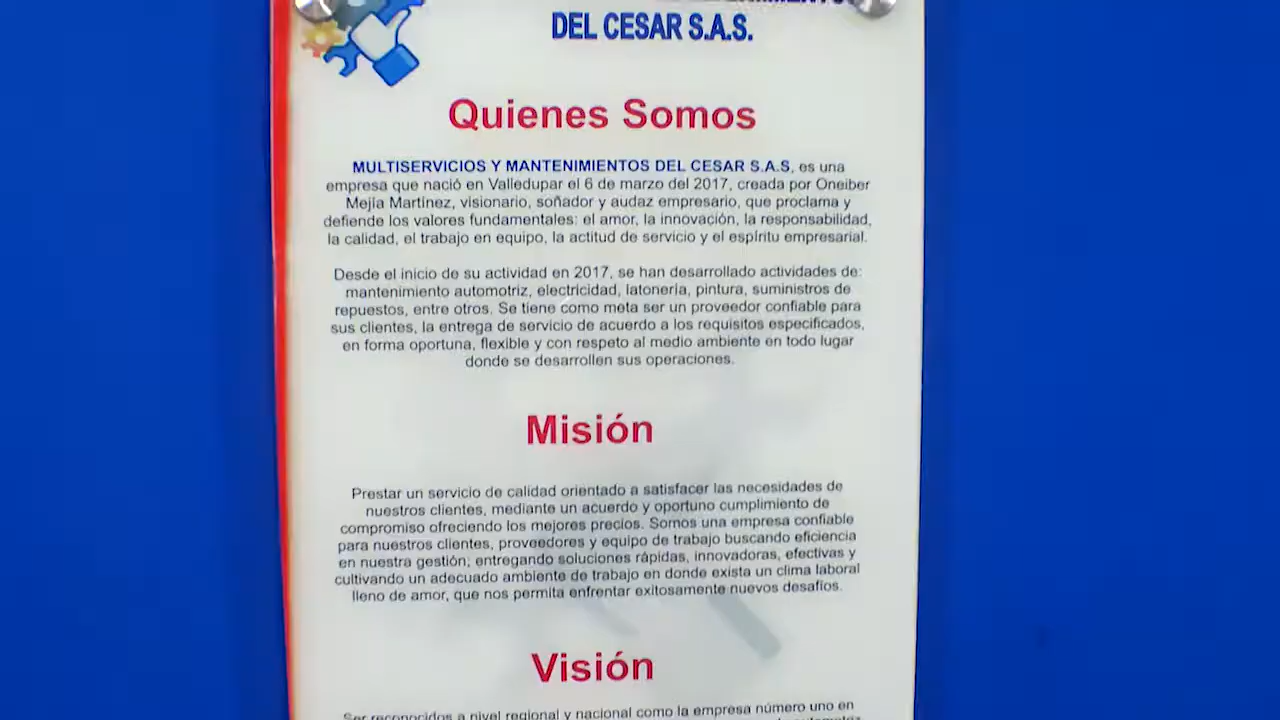 DEL CESAR S.A.S.
Quienes Somos
MULTISERVICIOS Y MANTENIMIENTOS DEL CESAR S.A.S, es una
empresa que nació en Valledupar el 6 de marzo del 2017, creada por Oneiber
Mejía Martínez, visionario, soñador y audaz empresario, que proclama y
defiende los valores fundamentales: el amor, la innovación, la responsabilidad,
la calidad, el trabajo en equipo, la actitud de servicio y el espíritu empresarial.
Desde el inicio de su actividad en 2017, se han desarrollado actividades de:
mantenimiento automotriz, electricidad, latonería, pintura, suministros de
repuestos, entre otros. Se tiene como meta ser un proveedor confiable para
sus clientes, la entrega de servicio de acuerdo a los requisitos especificados,
en forma oportuna, flexible y con respeto al medio ambiente en todo lugar
donde se desarrollen sus operaciones.
Misión
Prestar un servicio de calidad orientado a satisfacer las necesidades de
nuestros clientes, mediante un acuerdo y oportuno cumplimiento de
compromiso ofreciendo los mejores precios. Somos una empresa confiable
para nuestros clientes, proveedores y equipo de trabajo buscando eficiencia
en nuestra gestión; entregando soluciones rápidas, innovadoras, efectivas y
cultivando un adecuado ambiente de trabajo en donde exista un clima laboral
lleno de amor, que nos permita enfrentar exitosamente nuevos desafíos.
Visión
Ser reconocidos a nivel regional y nacional como la empresa número uno en